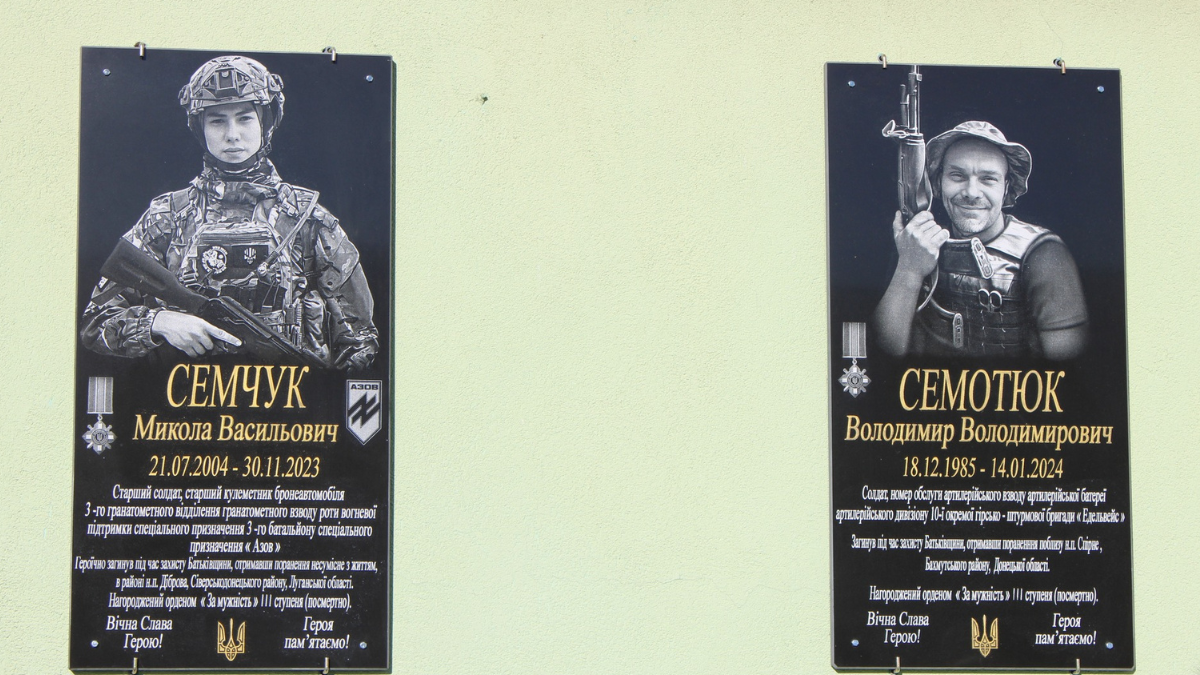 СЕМЧУК
АЗОВ
Микола Васильович
21.07.2004 - 30.11.2023
Старший солдат, старший кулеметник бронеавтомобіля
3 -го гранатометного відділення гранатометного взводу роти вогневої
підтримки спеціального призначення 3 -го батальйону спеціального
призначення « Азов »
Героїчно загинув під час захисту Батьківщини, отримавши поранення несумісне з життям,
в районі н.п. Діброва, Сіверськодонецького району, Луганської області.
Нагороджений орденом « За мужність » III ступеня (посмертно).
Вічна Слава
Герою!
Героя
пам’ятаємо!
СЕМОТЮК
Володимир Володимирович
18.12.1985 - 14.01.2024
Солдат, номер обслуги артилерійського взводу артилерійської батареї
артилерійського дивізіону 10-ї окремої гірсько - штурмової бригади « Едельвейс »
Загинув під час захисту Батьківщини, отримавши поранення поблизу н.п. Спірне ,
Бахмутського району, Донецької області.
Нагороджений орденом « За мужність » III ступеня (посмертно).
Вічна Слава
Герою!
Героя
пам’ятаємо!